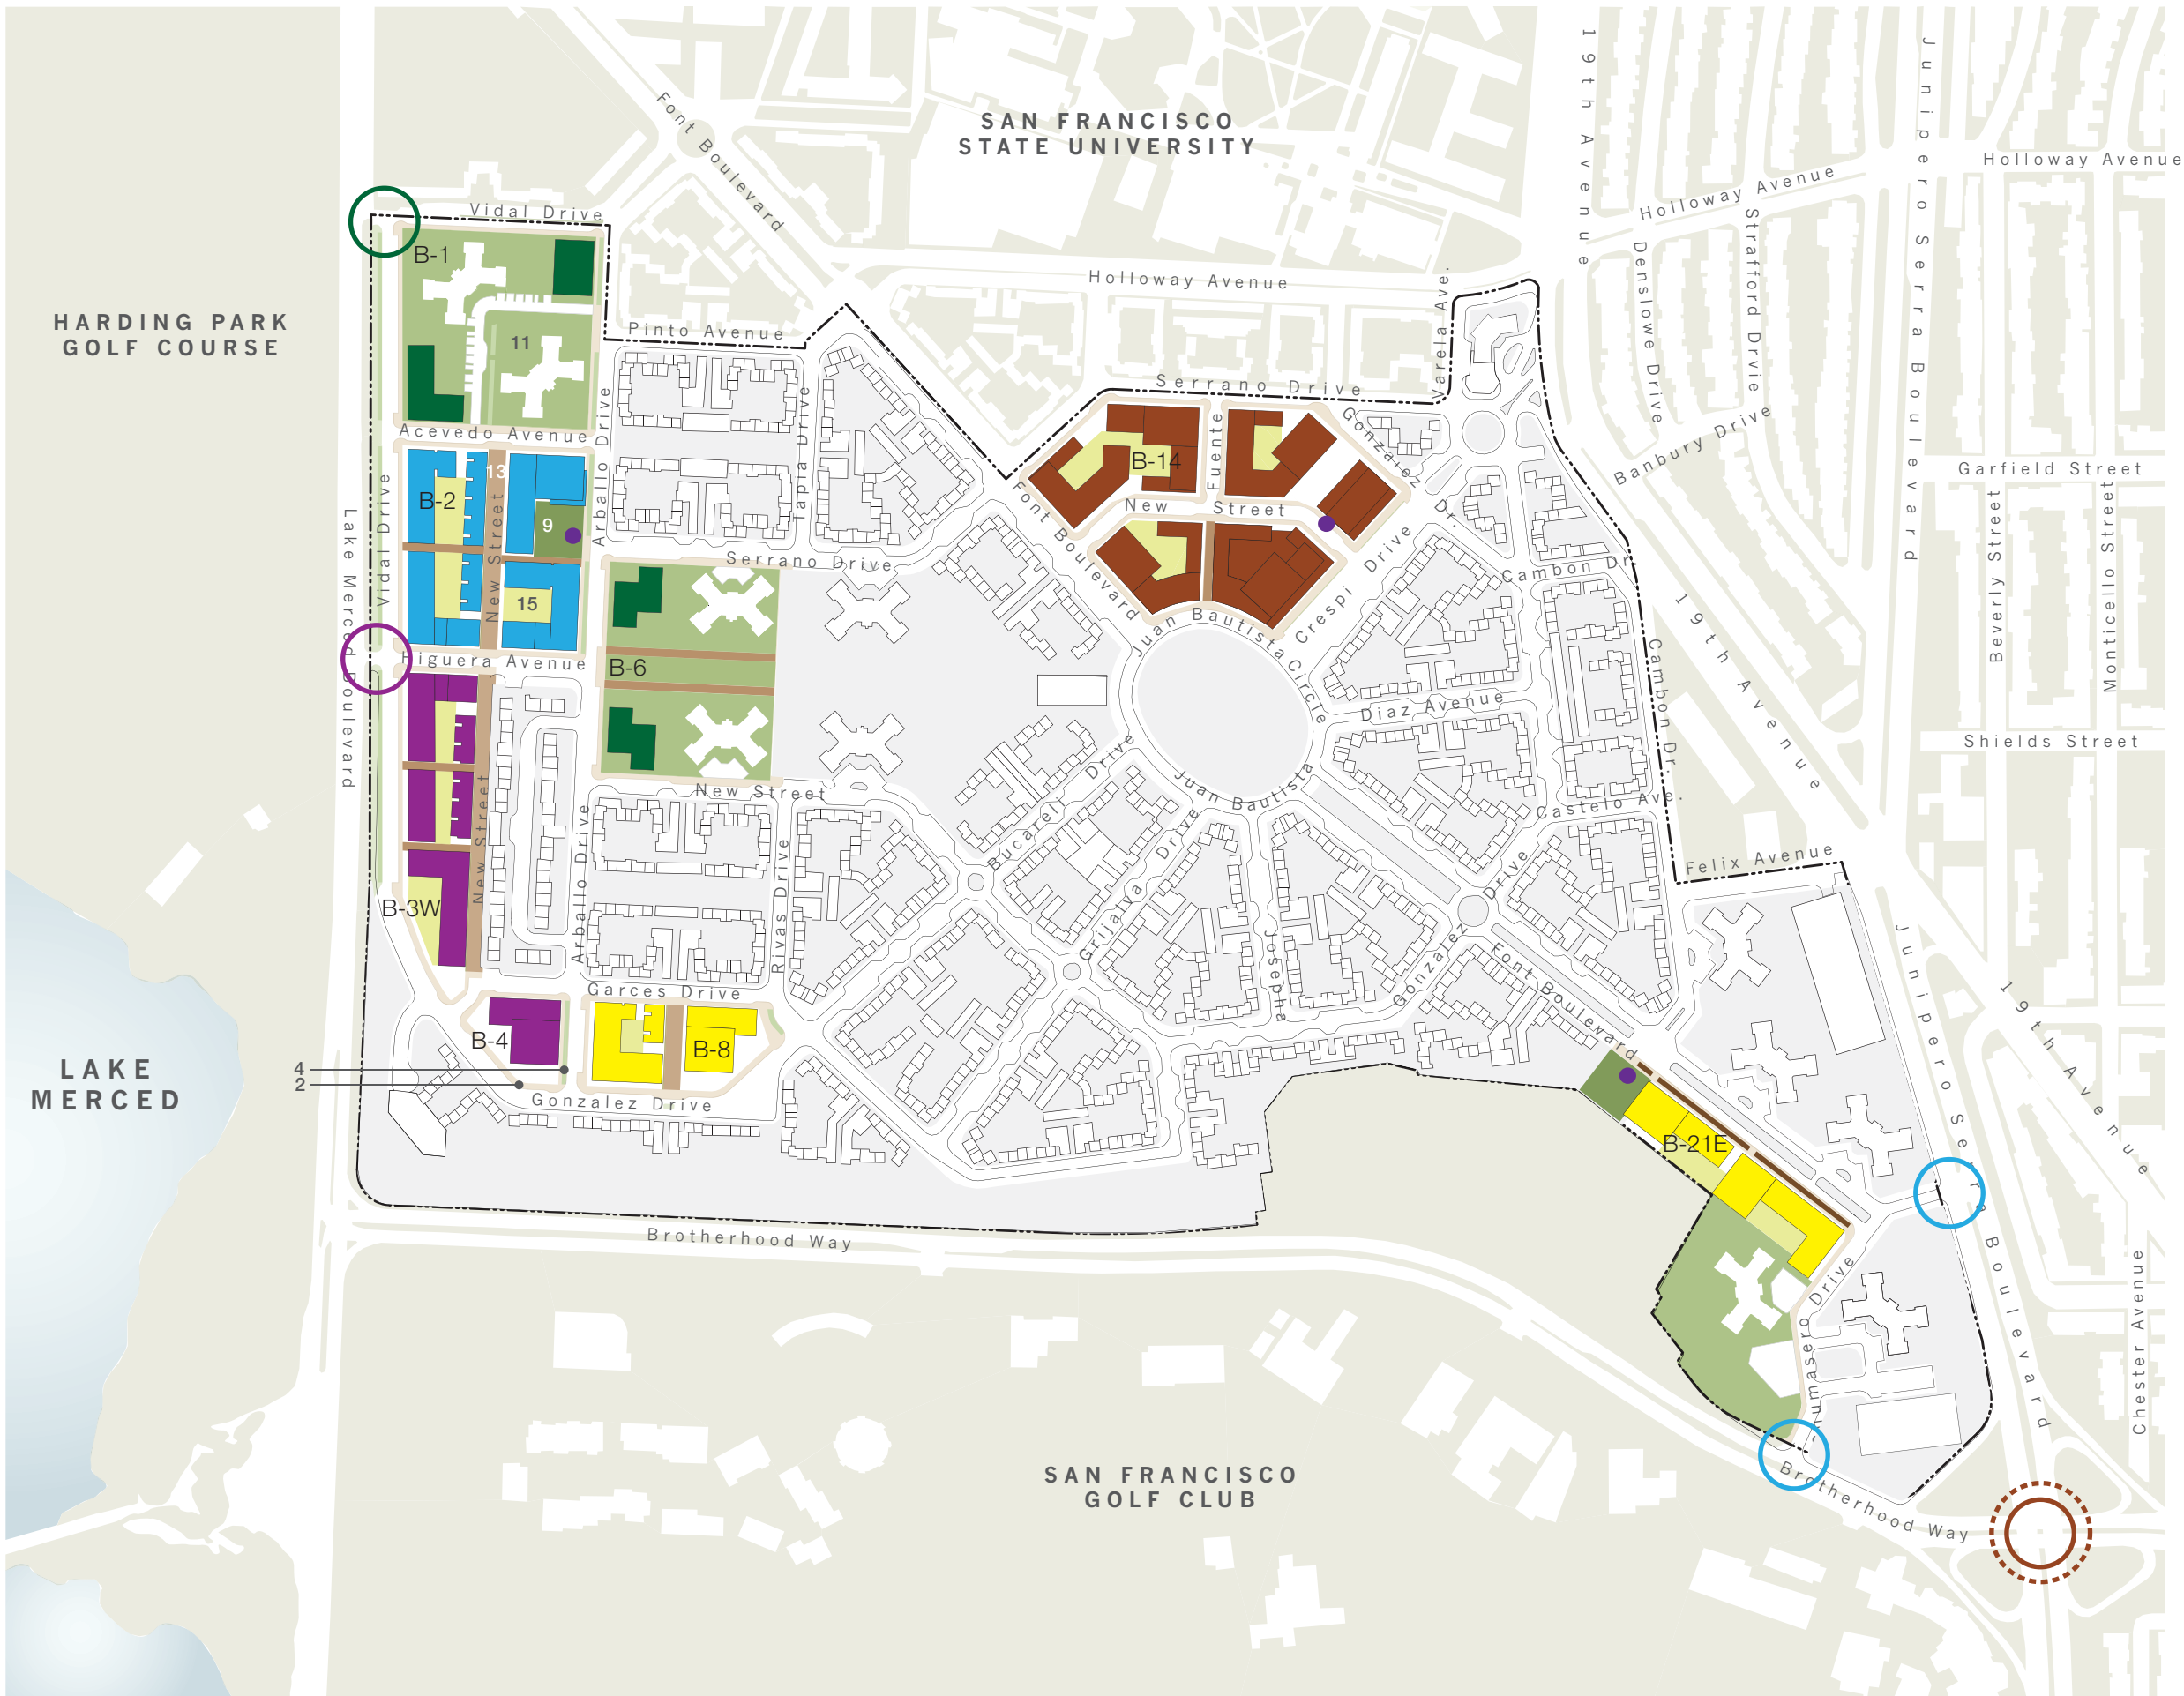 SAN FRANCISCO
STATE UNIVERSITY
HARDING PARK
GOLF COURSE
LAKE
MERCED
SAN FRANCISCO
GOLF CLUB
Font Boulevard
Vidal Drive
Holloway Avenue
Holloway Avenue
Holloway Avenue
19th Avenue
Junipero Serra Boulevard
Denslowe Drive
Strafford Drvie
Banbury Drive
Garfield Street
Beverly Street
Monticello Street
Shields Street
Pinto Avenue
Serrano Drive
Varela Ave.
Gonzalez Dr.
Fuente
B-1
11
Acevedo Avenue
Arballo Drive
Tapia Drive
B-14
New Street
Font Boulevard
Crespi Drive
Cambon Dr.
Cambon Dr.
19th Avenue
Lake Merced Boulevard
Vidal Drive
B-2
13
New Street
9
15
Serrano Drive
Juan Bautista Circle
Higuera Avenue
B-6
Diaz Avenue
New Street
New Street
Arballo Drive
Rivas Drive
Bucareli Drive
Juan Bautista
Grijalva Drive
Josepha
Castelo Ave.
Felix Avenue
Gonzalez Drive
Font Boulevard
B-3W
Garces Drive
B-4
B-8
4
2
Gonzalez Drive
B-21E
Junipero Serra Boulevard
19th Avenue
Chester Avenue
Brotherhood Way
Brotherhood Way